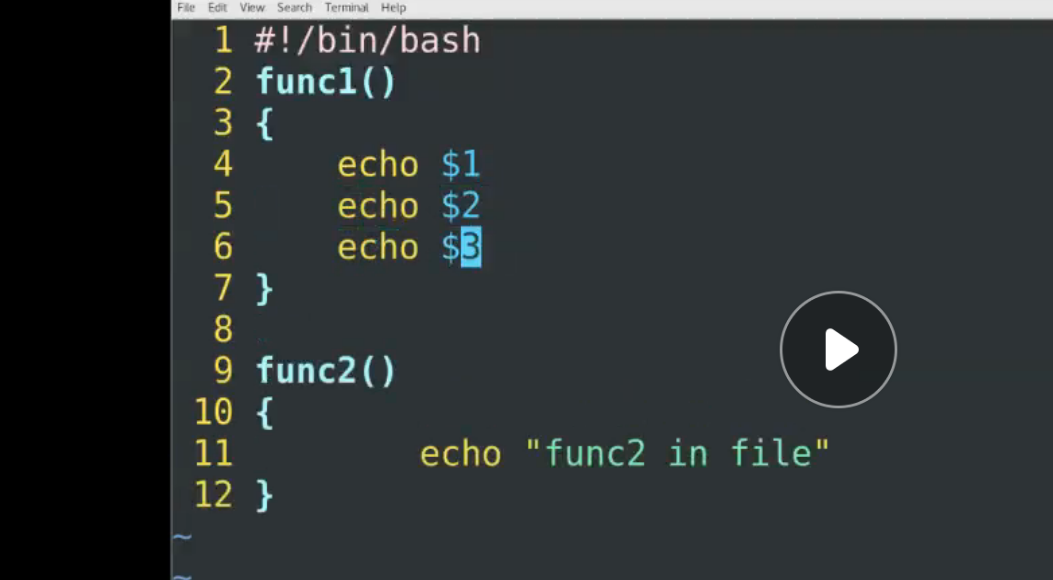 File Edit View Search Terminal Help
1 #!/bin/bash
2 func1()
3 {
4     echo $1
5     echo $2
6     echo $3
7 }
8
9 func2()
10 {
11         echo "func2 in file"
12 }
~
~